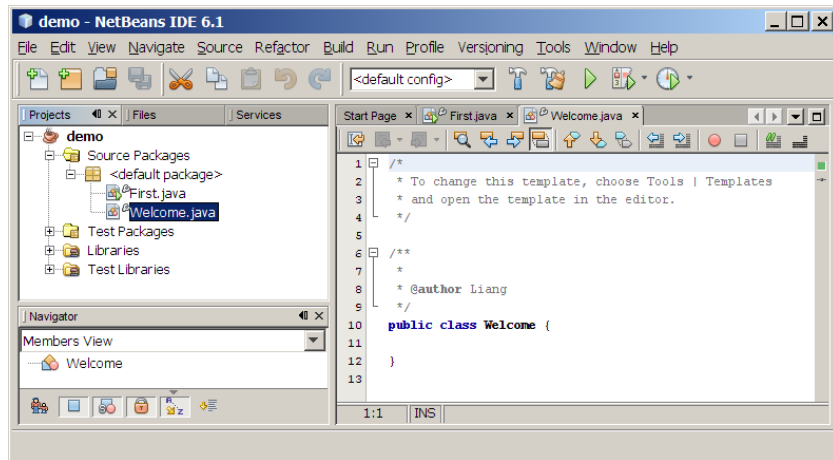 demo - NetBeans IDE 6.1
File Edit View Navigate Source Refactor Build Run Profile Versioning Tools Window Help
<default config>
Projects Files Services
demo
Source Packages
<default package>
First.java
Welcome.java
Test Packages
Libraries
Test Libraries
Navigator
Members View
Welcome
Start Page First.java Welcome.java
1 /*
2 * To change this template, choose Tools | Templates
3 * and open the template in the editor.
4 */
5
6 /**
7 *
8 * @author Liang
9 */
10 public class Welcome {
11
12 }
13
1:1 INS